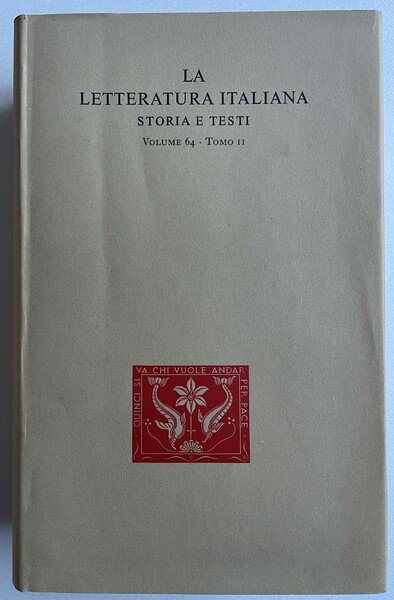 LA
LETTERATURA ITALIANA
STORIA E TESTI
VOLUME 64 · TOMO II
QUINCI SI VA CHI VUOLE ANDAR PER PACE